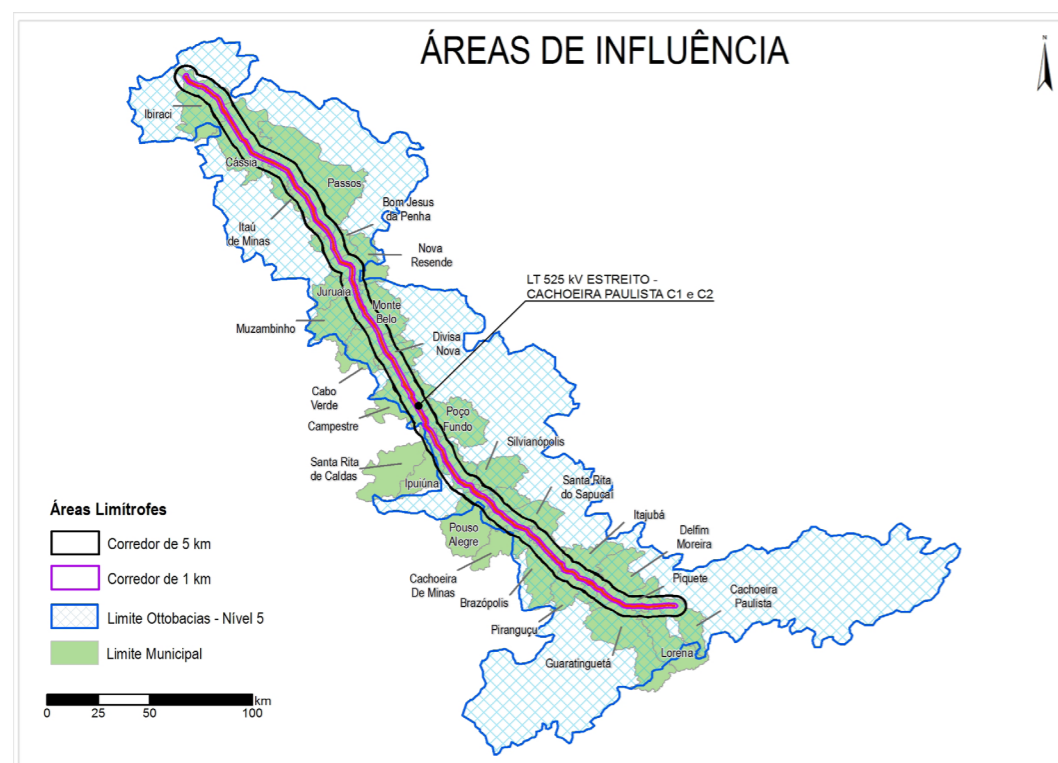 ÁREAS DE INFLUÊNCIA
N
Ibiraci
Cássia
Passos
Bom Jesus
da Penha
Itaú
de Minas
Nova
Resende
LT 525 kV ESTREITO -
CACHOEIRA PAULISTA C1 e C2
Juruaia
Monte
Belo
Muzambinho
Divisa
Nova
Cabo
Verde
Campestre
Poço
Fundo
Silvianópolis
Santa Rita
de Caldas
Ipuiúna
Santa Rita
do Sapucaí
Itajubá
Delfim
Moreira
Pouso
Alegre
Cachoeira
De Minas
Brazópolis
Piquete
Cachoeira
Paulista
Piranguçu
Guaratinguetá
Lorena
Áreas Limítrofes
Corredor de 5 km
Corredor de 1 km
Limite Ottobacias - Nível 5
Limite Municipal
km
0 25 50 100